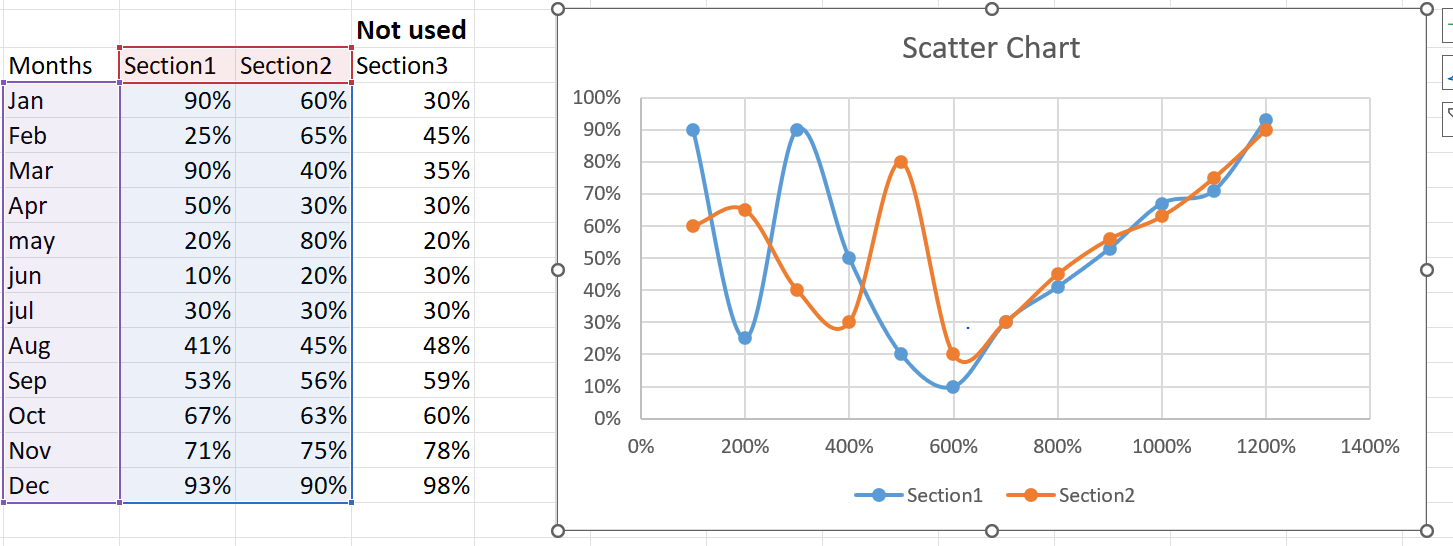 Not used
Months Section1 Section2 Section3
Jan 90% 60% 30%
Feb 25% 65% 45%
Mar 90% 40% 35%
Apr 50% 30% 30%
may 20% 80% 20%
jun 10% 20% 30%
jul 30% 30% 30%
Aug 41% 45% 48%
Sep 53% 56% 59%
Oct 67% 63% 60%
Nov 71% 75% 78%
Dec 93% 90% 98%
Scatter Chart
100%
90%
80%
70%
60%
50%
40%
30%
20%
10%
0%
0% 200% 400% 600% 800% 1000% 1200% 1400%
Section1 Section2